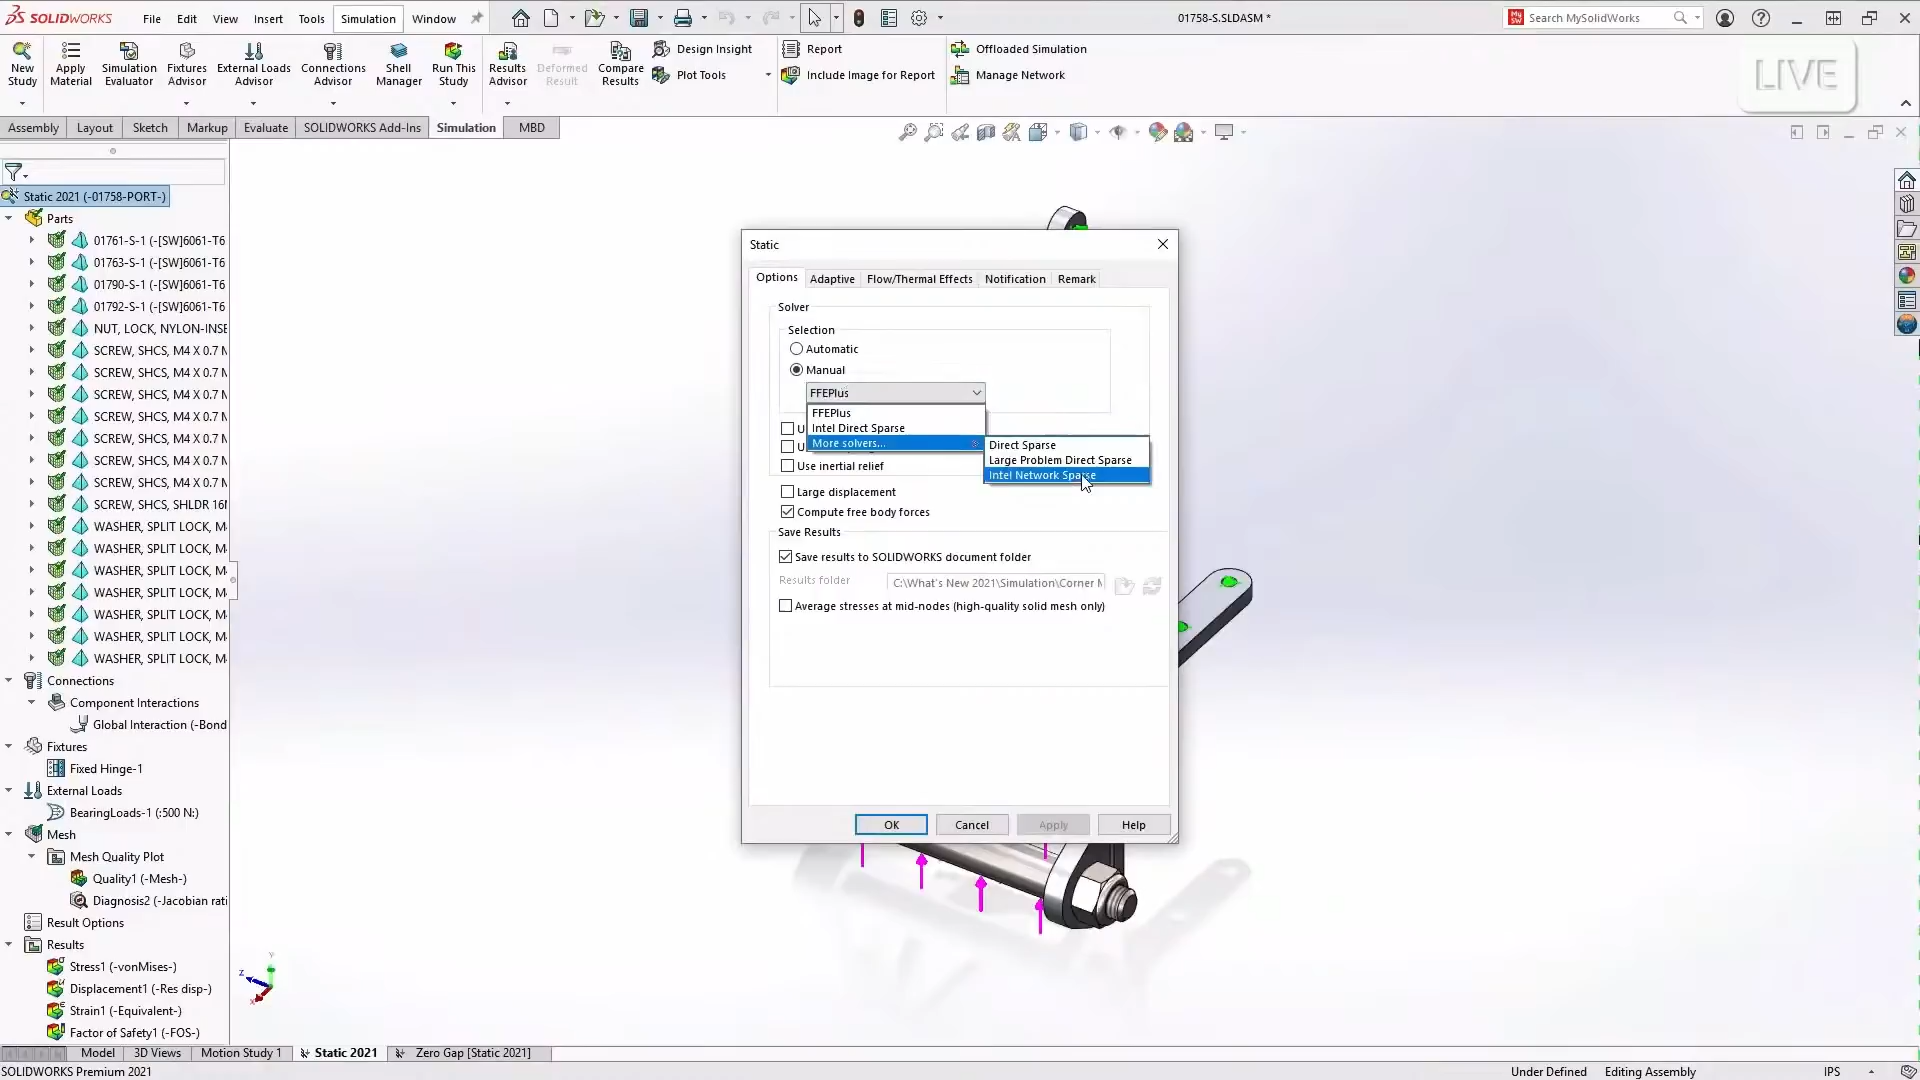 SOLIDWORKS
File Edit View Insert Tools Simulation Window
01758-S.SLDASM *
Search MySolidWorks
New Study
Apply Material
Simulation Evaluator
Fixtures Advisor
External Loads Advisor
Connections Advisor
Shell Manager
Run This Study
Results Advisor
Deformed Result
Compare Results
Design Insight
Plot Tools
Report
Include Image for Report
Offloaded Simulation
Manage Network
LIVE
Assembly Layout Sketch Markup Evaluate SOLIDWORKS Add-Ins Simulation MBD
Static 2021 (-01758-PORT-)
Parts
01761-S-1 (-[SW]6061-T6
01763-S-1 (-[SW]6061-T6
01790-S-1 (-[SW]6061-T6
01792-S-1 (-[SW]6061-T6
NUT, LOCK, NYLON-INSE
SCREW, SHCS, M4 X 0.7 M
SCREW, SHCS, M4 X 0.7 M
SCREW, SHCS, M4 X 0.7 M
SCREW, SHCS, M4 X 0.7 M
SCREW, SHCS, M4 X 0.7 M
SCREW, SHCS, M4 X 0.7 M
SCREW, SHCS, M4 X 0.7 M
SCREW, SHCS, SHLDR 16M
WASHER, SPLIT LOCK, M4
WASHER, SPLIT LOCK, M4
WASHER, SPLIT LOCK, M4
WASHER, SPLIT LOCK, M4
WASHER, SPLIT LOCK, M4
WASHER, SPLIT LOCK, M4
WASHER, SPLIT LOCK, M4
Connections
Component Interactions
Global Interaction (-Bond
Fixtures
Fixed Hinge-1
External Loads
BearingLoads-1 (:500 N:)
Mesh
Mesh Quality Plot
Quality1 (-Mesh-)
Diagnosis2 (-Jacobian rati
Result Options
Results
Stress1 (-vonMises-)
Displacement1 (-Res disp-)
Strain1 (-Equivalent-)
Factor of Safety1 (-FOS-)
Static
Options Adaptive Flow/Thermal Effects Notification Remark
Solver
Selection
Automatic
Manual
FFEPlus
FFEPlus
Intel Direct Sparse
More solvers...
Direct Sparse
Large Problem Direct Sparse
Intel Network Sparse
U
U
Use inertial relief
Large displacement
Compute free body forces
Save Results
Save results to SOLIDWORKS document folder
Results folder C:\What's New 2021\Simulation\Corner M
Average stresses at mid-nodes (high-quality solid mesh only)
OK Cancel Apply Help
Y
Z
X
Model 3D Views Motion Study 1 Static 2021 Zero Gap [Static 2021]
SOLIDWORKS Premium 2021
Under Defined Editing Assembly IPS